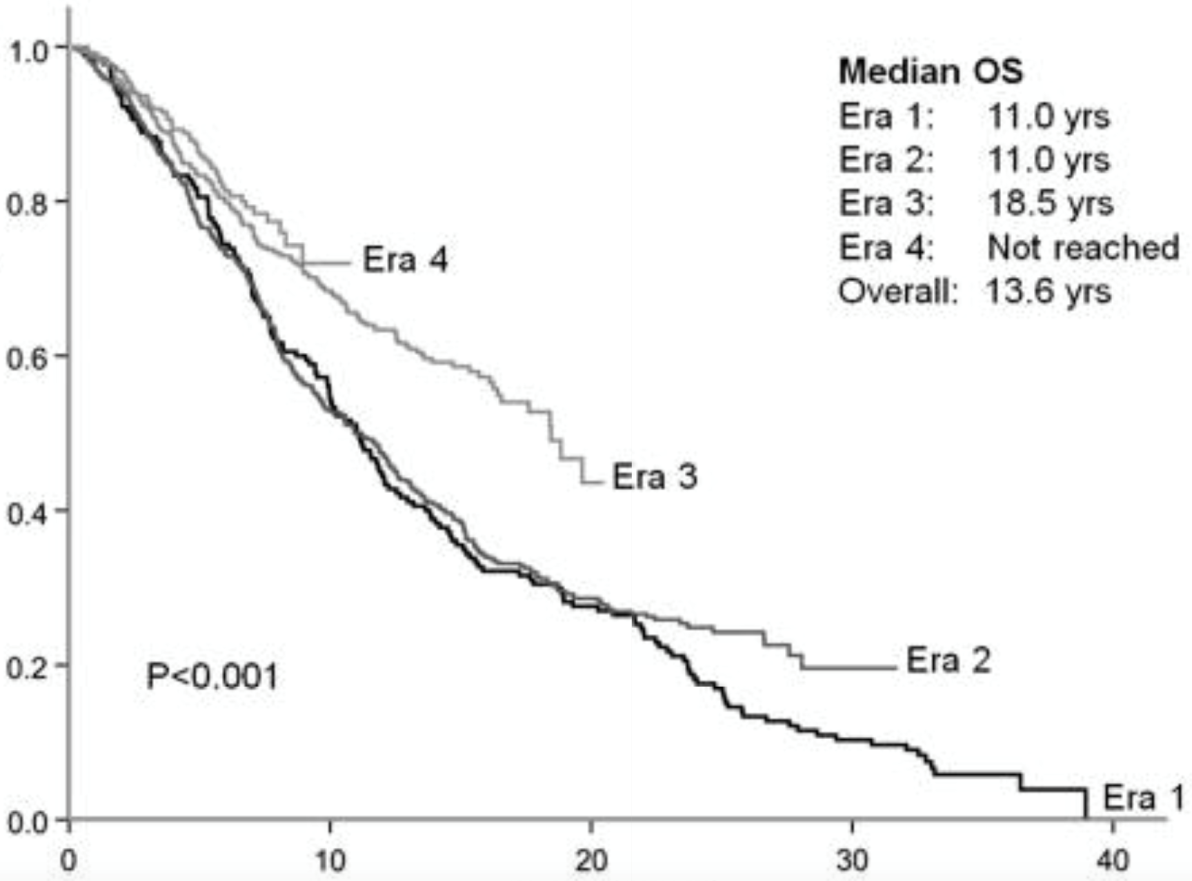 1.0
0.8
0.6
0.4
0.2
0.0
0
10
20
30
40
Median OS
Era 1: 11.0 yrs
Era 2: 11.0 yrs
Era 3: 18.5 yrs
Era 4: Not reached
Overall: 13.6 yrs
Era 4
Era 3
Era 2
Era 1
P<0.001